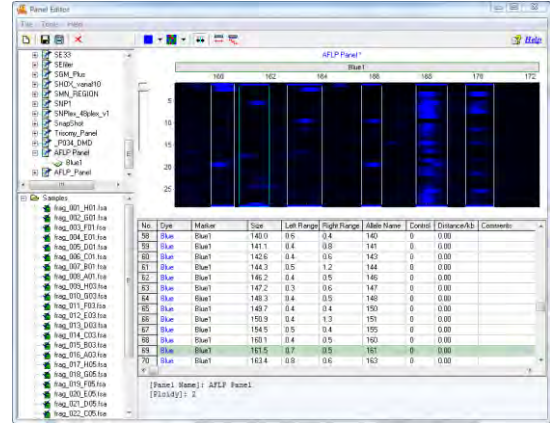 Panel Editor
File Tools Help
Help
SE33
SEfiler
SGM_Plus
SHOX_vanal10
SMN_REGION
SNP1
SNPlex_48plex_v1
SnapShot
Trisomy_Panel
_P034_DMD
AFLP Panel
Blue1
AFLP_Panel
AFLP Panel*
Blue1
160 162 164 166 168 170 172
5
10
15
20
25
Samples
frag_001_H01.fsa
frag_002_G01.fsa
frag_003_F01.fsa
frag_004_E01.fsa
frag_005_D01.fsa
frag_006_C01.fsa
frag_007_B01.fsa
frag_008_A01.fsa
frag_009_H03.fsa
frag_010_G03.fsa
frag_011_F03.fsa
frag_012_E03.fsa
frag_013_D03.fsa
frag_014_C03.fsa
frag_015_B03.fsa
frag_016_A03.fsa
frag_017_H05.fsa
frag_018_G05.fsa
frag_019_F05.fsa
frag_020_E05.fsa
frag_021_D05.fsa
frag_022_C05.fsa
No. Dye Marker Size Left Range Right Range Allele Name Control Distance/kb Comments
58 Blue Blue1 140.0 0.6 0.4 140 0 0.00
59 Blue Blue1 141.1 0.4 0.8 141 0 0.00
60 Blue Blue1 142.6 0.4 0.6 143 0 0.00
61 Blue Blue1 144.3 0.5 1.2 144 0 0.00
62 Blue Blue1 146.2 0.4 0.5 146 0 0.00
63 Blue Blue1 147.2 0.3 0.6 147 0 0.00
64 Blue Blue1 148.3 0.4 0.5 148 0 0.00
65 Blue Blue1 149.7 0.4 0.4 150 0 0.00
66 Blue Blue1 150.9 0.4 1.3 151 0 0.00
67 Blue Blue1 154.5 0.5 0.4 155 0 0.00
68 Blue Blue1 160.1 0.4 0.5 160 0 0.00
69 Blue Blue1 161.5 0.7 0.5 161 0 0.00
70 Blue Blue1 163.4 0.8 0.6 163 0 0.00
[Panel Name]: AFLP Panel
[Ploidy]: 2